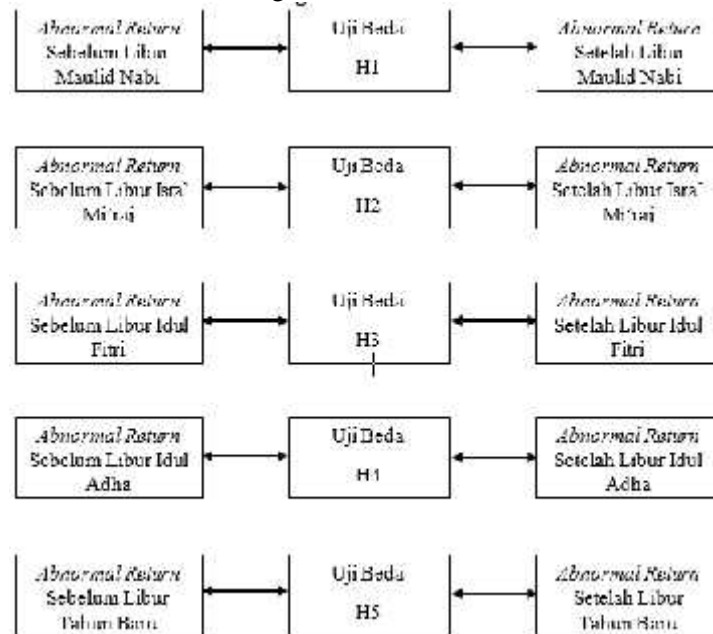 Abnormal Return
Sebelum Libur
Maulid Nabi
Uji Beda
H1
Abnormal Return
Setelah Libur
Maulid Nabi
Abnormal Return
Sebelum Libur Isra'
Mi'raj
Uji Beda
H2
Abnormal Return
Setelah Libur Isra'
Mi'raj
Abnormal Return
Sebelum Libur Idul
Fitri
Uji Beda
H3
Abnormal Return
Setelah Libur Idul
Fitri
Abnormal Return
Sebelum Libur Idul
Adha
Uji Beda
H4
Abnormal Return
Setelah Libur Idul
Adha
Abnormal Return
Sebelum Libur
Tahun Baru
Uji Beda
H5
Abnormal Return
Setelah Libur
Tahun Baru